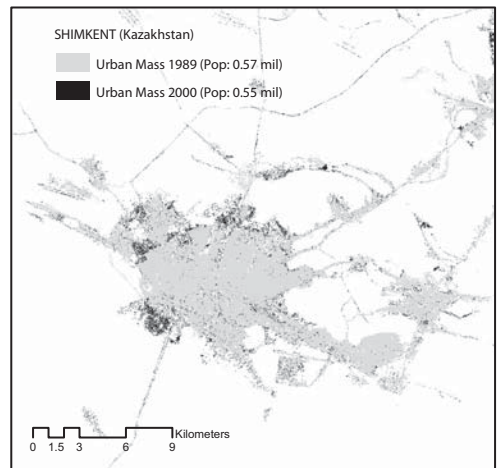 SHIMKENT (Kazakhstan)
Urban Mass 1989 (Pop: 0.57 mil)
Urban Mass 2000 (Pop: 0.55 mil)
Kilometers
0 1.5 3 6 9